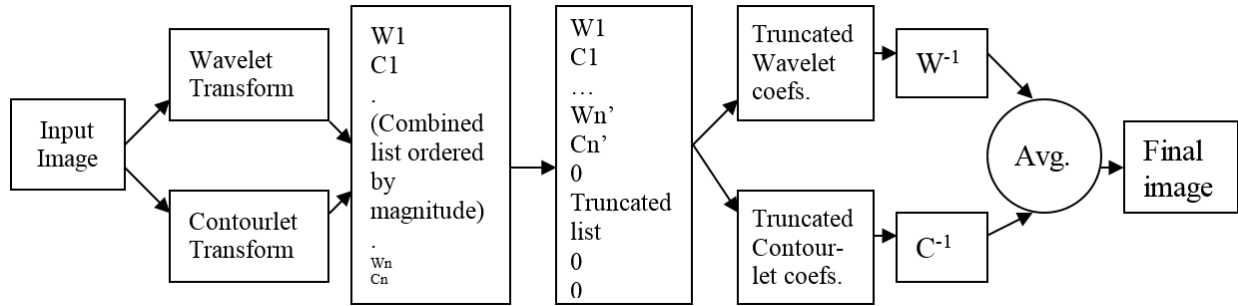 Input
Image
Wavelet
Transform
Contourlet
Transform
W1
C1
.
(Combined
list ordered
by
magnitude)
.
Wn
Cn
W1
C1
…
Wn’
Cn’
0
Truncated
list
0
0
Truncated
Wavelet
coefs.
Truncated
Contour-
let coefs.
W⁻¹
C⁻¹
Avg.
Final
image